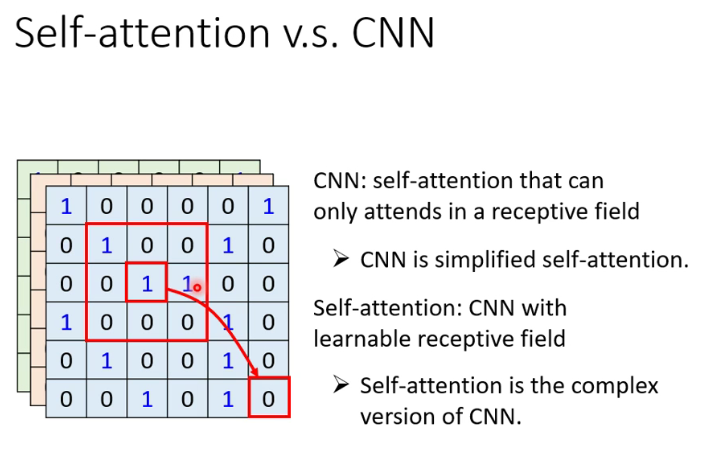 Self-attention v.s. CNN
1 0 0 0 0 1
0 1 0 0 1 0
0 0 1 1 0 0
1 0 0 0 1 0
0 1 0 0 1 0
0 0 1 0 1 0
CNN: self-attention that can
only attends in a receptive field
➢ CNN is simplified self-attention.
Self-attention: CNN with
learnable receptive field
➢ Self-attention is the complex
version of CNN.